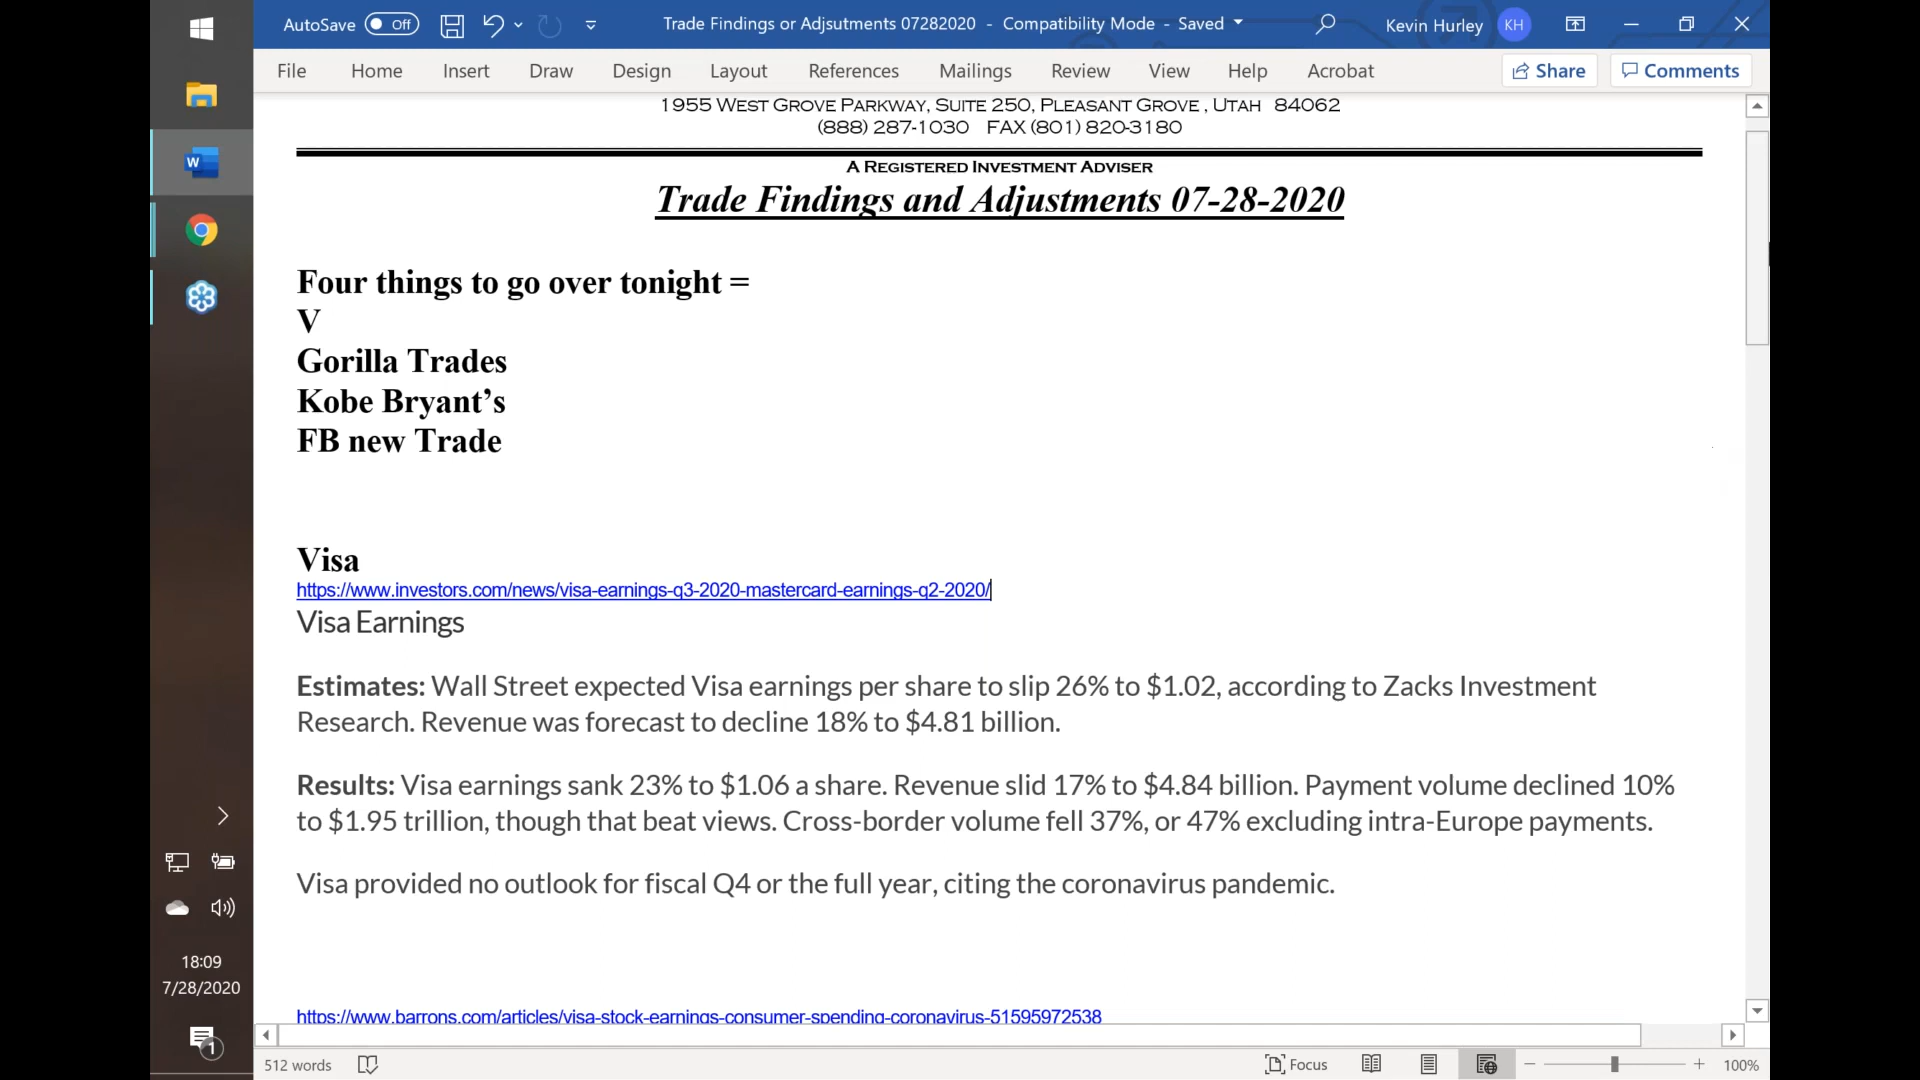 AutoSave Off Trade Findings or Adjsutments 07282020 - Compatibility Mode - Saved Kevin Hurley KH
File Home Insert Draw Design Layout References Mailings Review View Help Acrobat Share Comments
1955 West Grove Parkway, Suite 250, Pleasant Grove , Utah 84062
(888) 287-1030 FAX (801) 820-3180
A Registered Investment Adviser
Trade Findings and Adjustments 07-28-2020
Four things to go over tonight =
V
Gorilla Trades
Kobe Bryant’s
FB new Trade
Visa
https://www.investors.com/news/visa-earnings-q3-2020-mastercard-earnings-q2-2020/
Visa Earnings
Estimates: Wall Street expected Visa earnings per share to slip 26% to $1.02, according to Zacks Investment
Research. Revenue was forecast to decline 18% to $4.81 billion.
Results: Visa earnings sank 23% to $1.06 a share. Revenue slid 17% to $4.84 billion. Payment volume declined 10%
to $1.95 trillion, though that beat views. Cross-border volume fell 37%, or 47% excluding intra-Europe payments.
Visa provided no outlook for fiscal Q4 or the full year, citing the coronavirus pandemic.
https://www.barrons.com/articles/visa-stock-earnings-consumer-spending-coronavirus-51595972538
18:09
7/28/2020
1
512 words Focus 100%